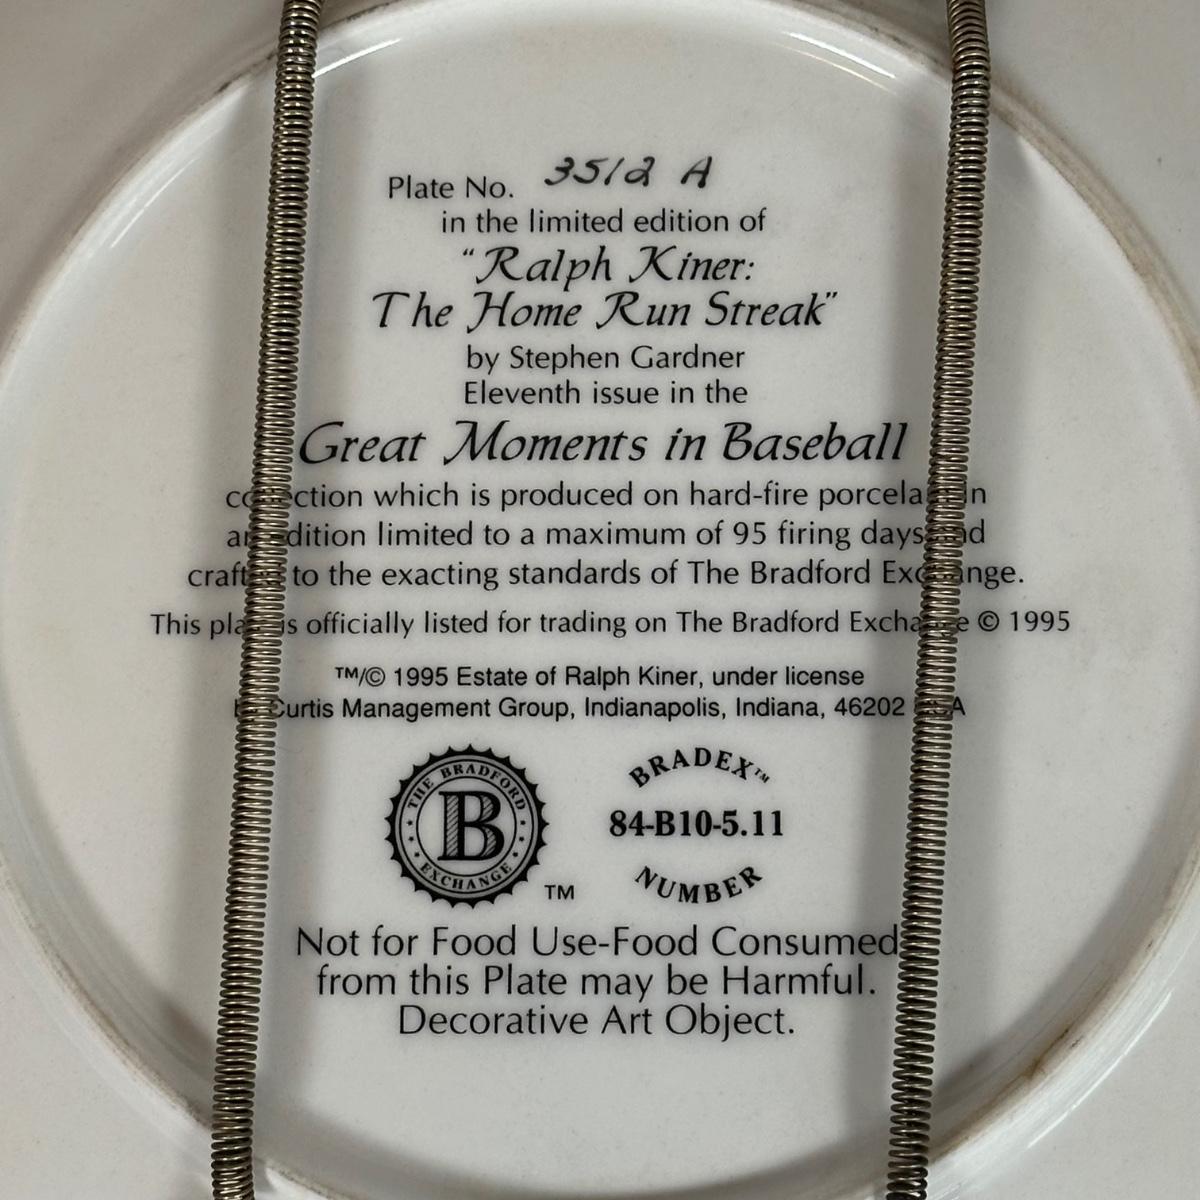 Plate No. 3512 A
in the limited edition of
“Ralph Kiner:
The Home Run Streak”
by Stephen Gardner
Eleventh issue in the
Great Moments in Baseball
collection which is produced on hard-fire porcelain in
an edition limited to a maximum of 95 firing days and
crafted to the exacting standards of The Bradford Exchange.
This plate is officially listed for trading on The Bradford Exchange © 1995
™/© 1995 Estate of Ralph Kiner, under license
by Curtis Management Group, Indianapolis, Indiana, 46202 USA
THE BRADFORD
B
EXCHANGE
TM
BRADEX™
84-B10-5.11
NUMBER
Not for Food Use-Food Consumed
from this Plate may be Harmful.
Decorative Art Object.